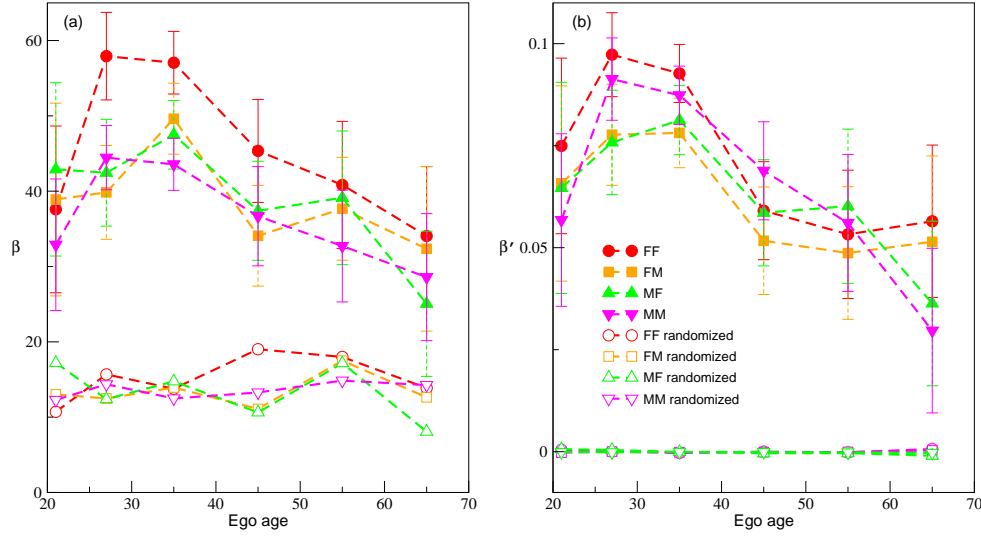 (a)
60
40
β
20
0
20 30 40 50 60 70
Ego age
(b)
0.1
β′
0.05
0
FF
FM
MF
MM
FF randomized
FM randomized
MF randomized
MM randomized
20 30 40 50 60 70
Ego age